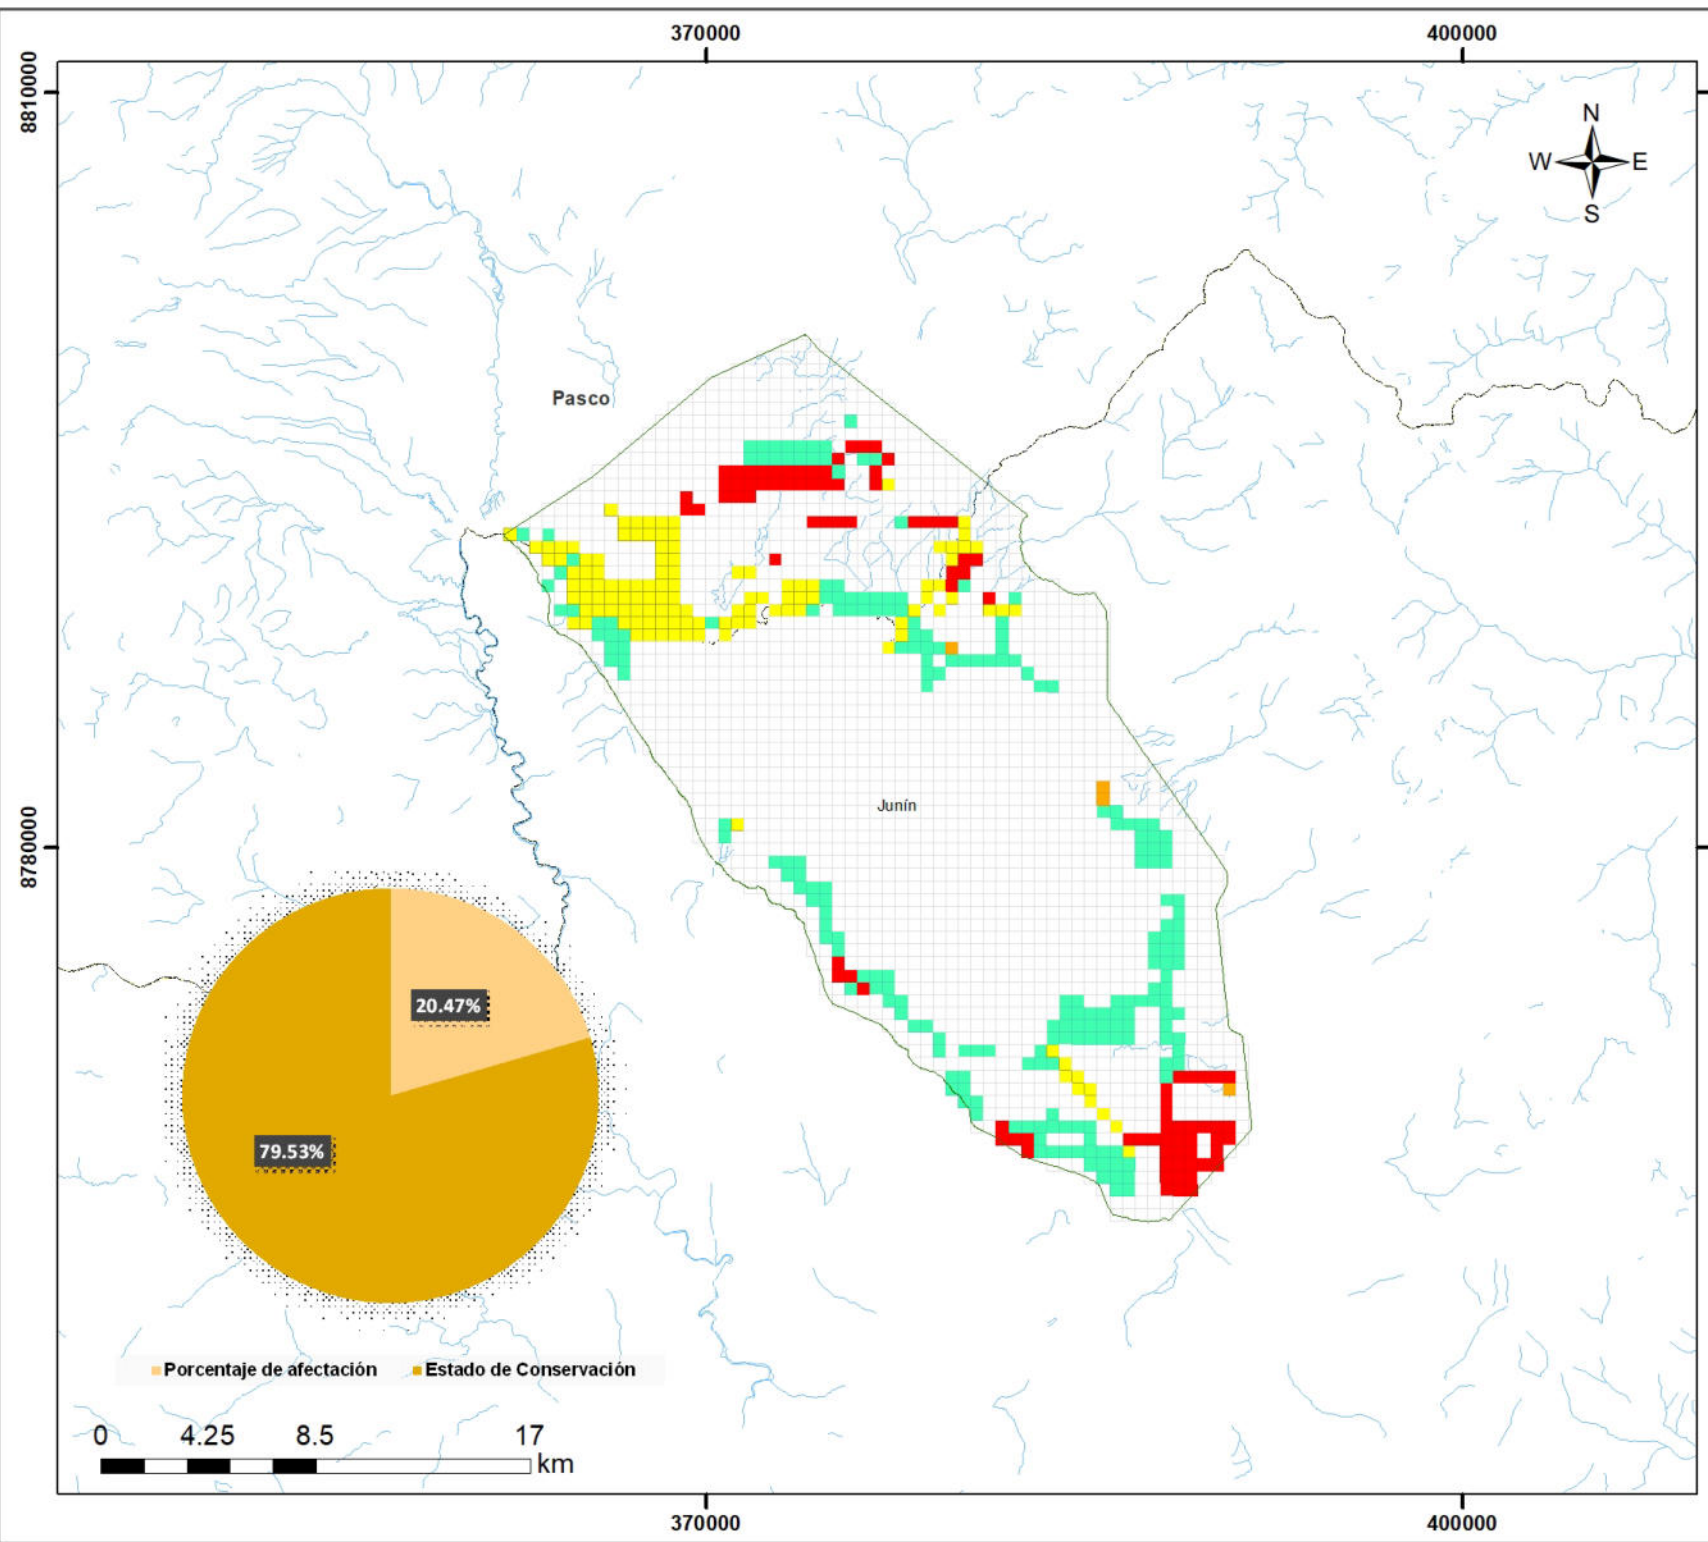 370000 400000
8810000
N
W E
S
Pasco
Junín
8780000
20.47%
79.53%
Porcentaje de afectación Estado de Conservación
0 4.25 8.5 17
km
370000 400000